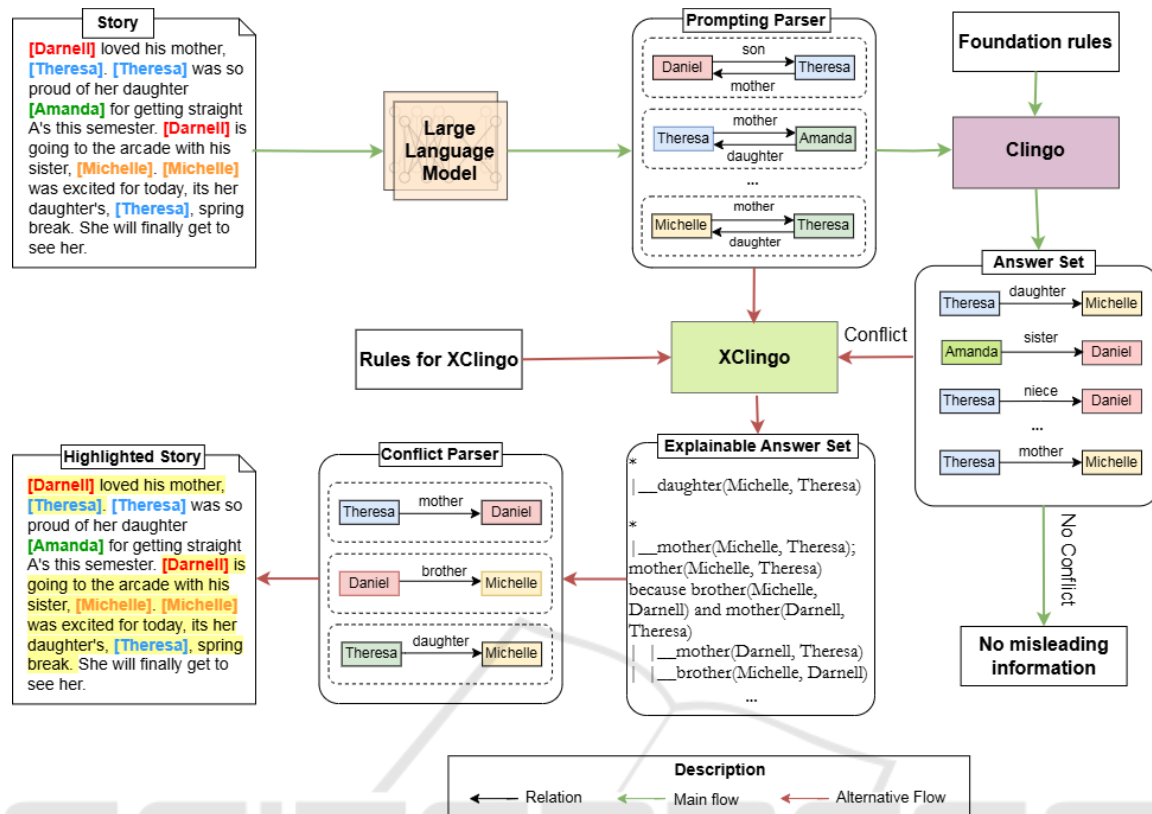 Story
[Darnell] loved his mother,
[Theresa]. [Theresa] was so
proud of her daughter
[Amanda] for getting straight
A's this semester. [Darnell] is
going to the arcade with his
sister, [Michelle]. [Michelle]
was excited for today, its her
daughter's, [Theresa], spring
break. She will finally get to
see her.
Large
Language
Model
Prompting Parser
son
Daniel
Theresa
mother
mother
Theresa
Amanda
daughter
...
mother
Michelle
Theresa
daughter
Foundation rules
Clingo
Answer Set
daughter
Theresa
Michelle
sister
Amanda
Daniel
niece
Theresa
Daniel
...
mother
Theresa
Michelle
Conflict
Rules for XClingo
XClingo
No Conflict
No misleading
information
Explainable Answer Set
*
|__daughter(Michelle, Theresa)
*
|__mother(Michelle, Theresa);
mother(Michelle, Theresa)
because brother(Michelle,
Darnell) and mother(Darnell,
Theresa)
| |__mother(Darnell, Theresa)
| |__brother(Michelle, Darnell)
...
Conflict Parser
mother
Theresa
Daniel
brother
Daniel
Michelle
daughter
Theresa
Michelle
Highlighted Story
[Darnell] loved his mother,
[Theresa]. [Theresa] was so
proud of her daughter
[Amanda] for getting straight
A's this semester. [Darnell] is
going to the arcade with his
sister, [Michelle]. [Michelle]
was excited for today, its her
daughter's, [Theresa], spring
break. She will finally get to
see her.
Description
Relation
Main flow
Alternative Flow